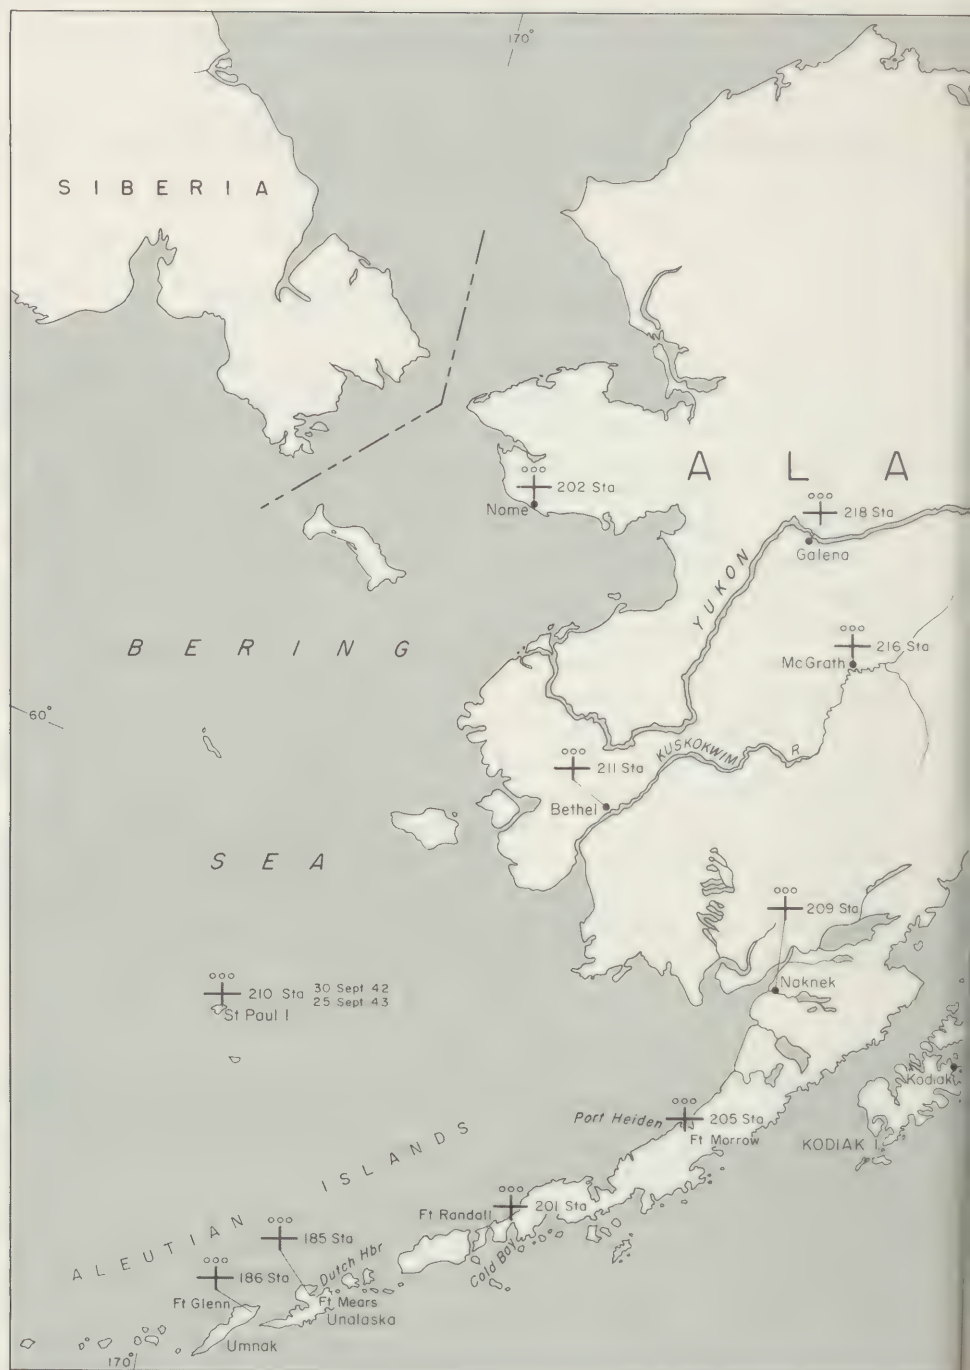 170°
SIBERIA
ALA
202 Sta
Nome
218 Sta
Galena
YUKON
BERING
216 Sta
McGrath
60°
211 Sta
KUSKOKWIM R
Bethel
SEA
209 Sta
Naknek
210 Sta 30 Sept 42
25 Sept 43
St Paul I
Kodiak
Port Heiden
205 Sta
Ft Morrow
KODIAK I
ALEUTIAN ISLANDS
Ft Randall
201 Sta
Cold Bay
185 Sta
Dutch Hbr
186 Sta
Ft Glenn
Ft Mears
Unalaska
Umnak
170°